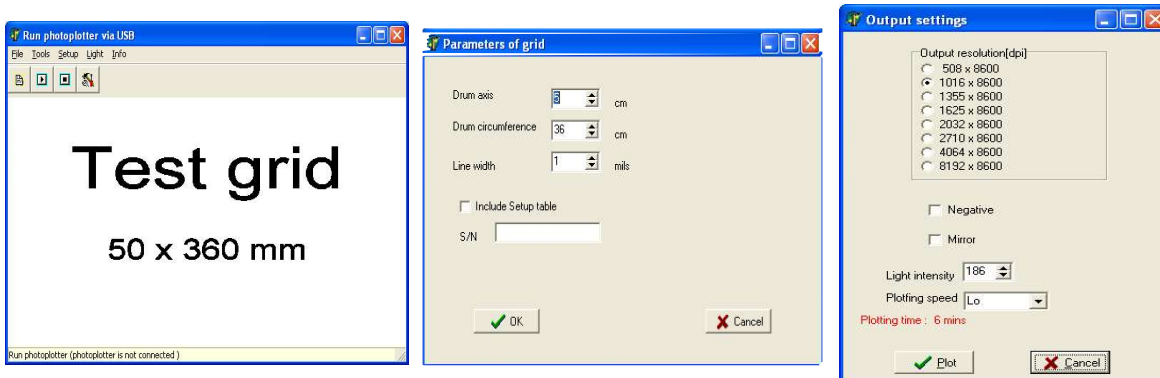 Run photoplotter via USB
File Tools Setup Light Info
Test grid
50 x 360 mm
Run photoplotter (photoplotter is not connected )
Parameters of grid
Drum axis 5 cm
Drum circumference 36 cm
Line width 1 mils
Include Setup table
S/N
OK Cancel
Output settings
Output resolution[dpi]
508 x 8600
1016 x 8600
1355 x 8600
1625 x 8600
2032 x 8600
2710 x 8600
4064 x 8600
8192 x 8600
Negative
Mirror
Light intensity 186
Plotfing speed Lo
Plotting time : 6 mins
Plot Cancel